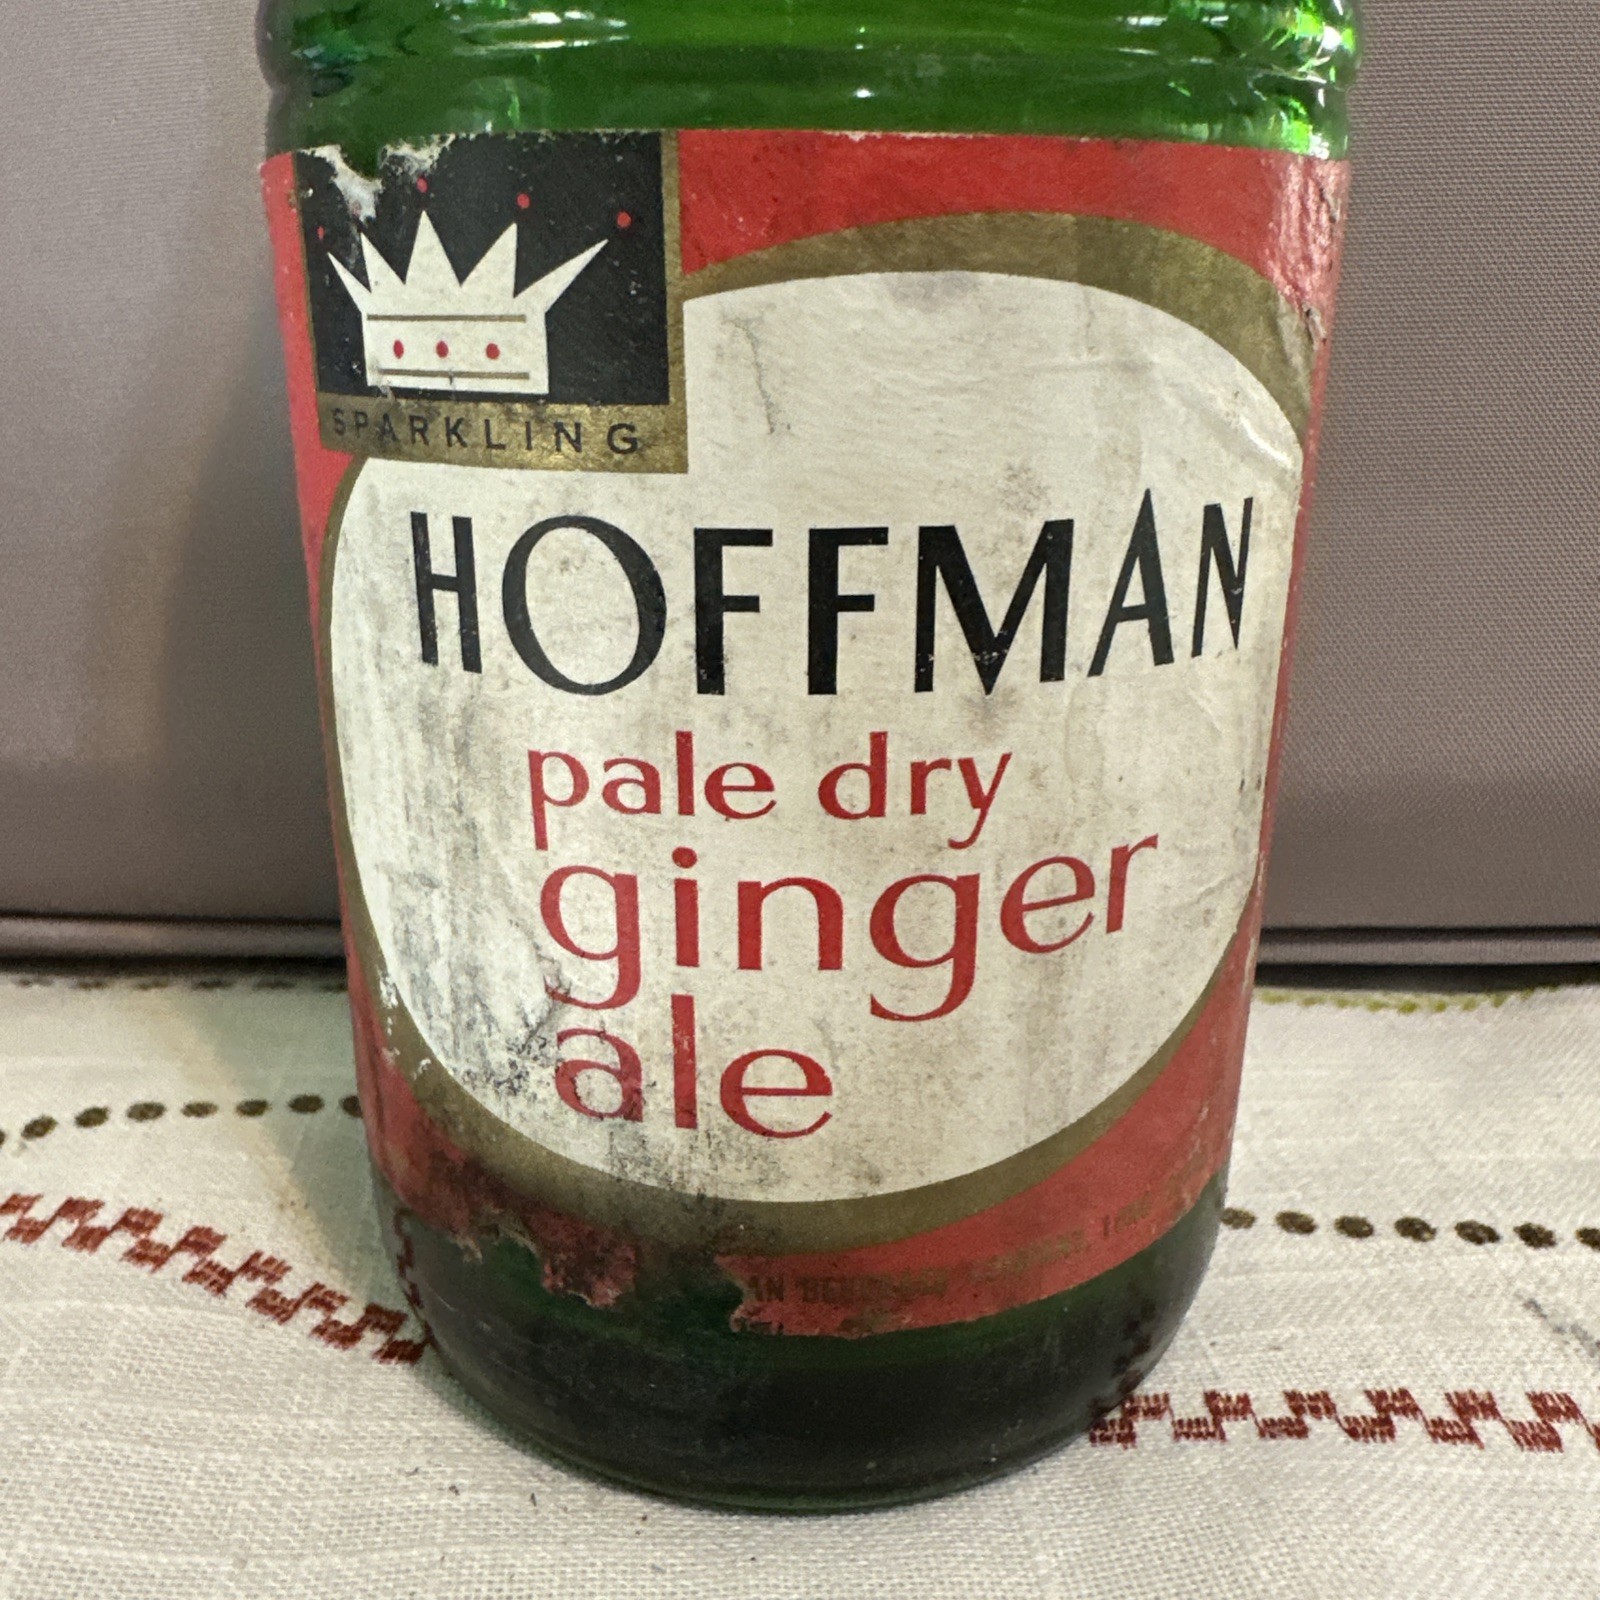 SPARKLING
HOFFMAN
pale dry
ginger
ale